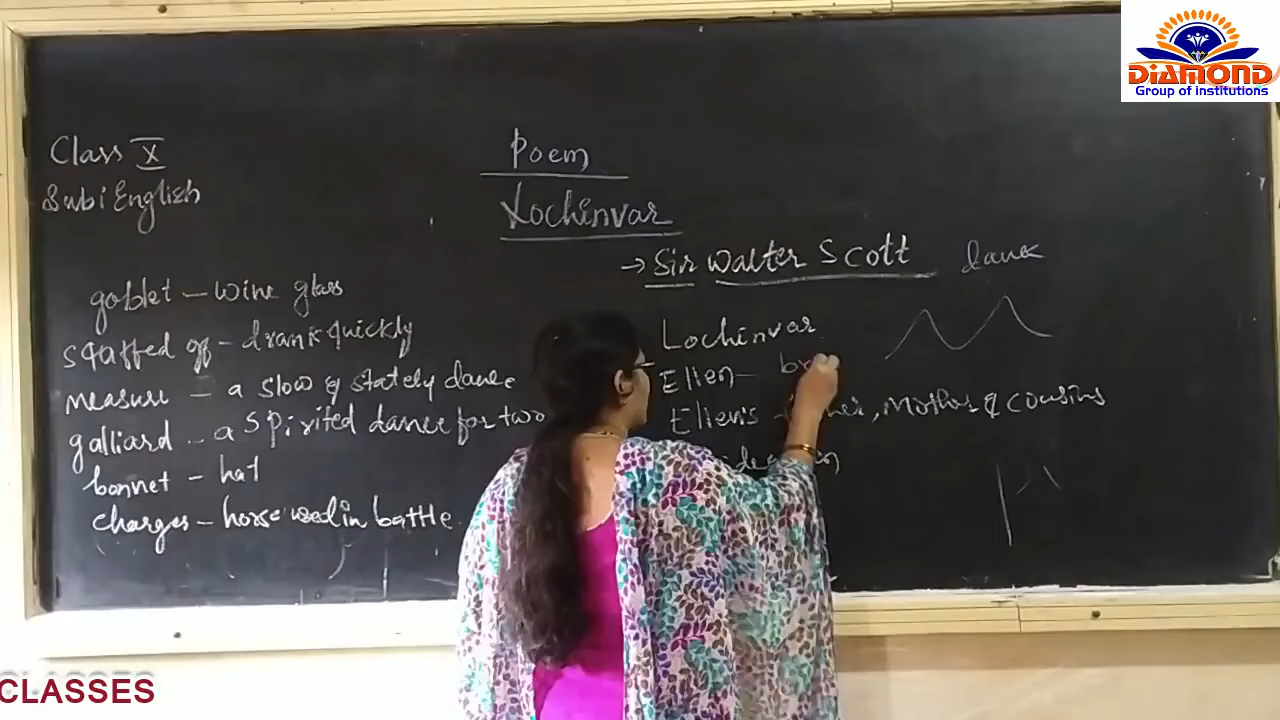 DIAMOND
Group of institutions
Class X
Sub: English
Poem
Lochinvar
→ Sir Walter Scott
dance
goblet – wine glass
quaffed off – drank quickly
measure – a slow & stately dance
galliard – a spirited dance for two
bonnet – hat
charger – horse used in battle.
Lochinvar
Ellen –
Ellen's – , Mother & cousins
CLASSES